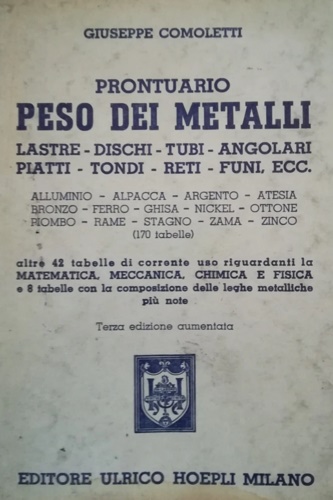 GIUSEPPE COMOLETTI
PRONTUARIO
PESO DEI METALLI
LASTRE - DISCHI - TUBI - ANGOLARI
PIATTI - TONDI - RETI - FUNI, ECC.
ALLUMINIO - ALPACCA - ARGENTO - ATESIA
BRONZO - FERRO - GHISA - NICKEL - OTTONE
PIOMBO - RAME - STAGNO - ZAMA - ZINCO
(170 tabelle)
altre 42 tabelle di corrente uso riguardanti la
MATEMATICA, MECCANICA, CHIMICA E FISICA
e 8 tabelle con la composizione delle leghe metalliche
più note
Terza edizione aumentata
EDITORE ULRICO HOEPLI MILANO